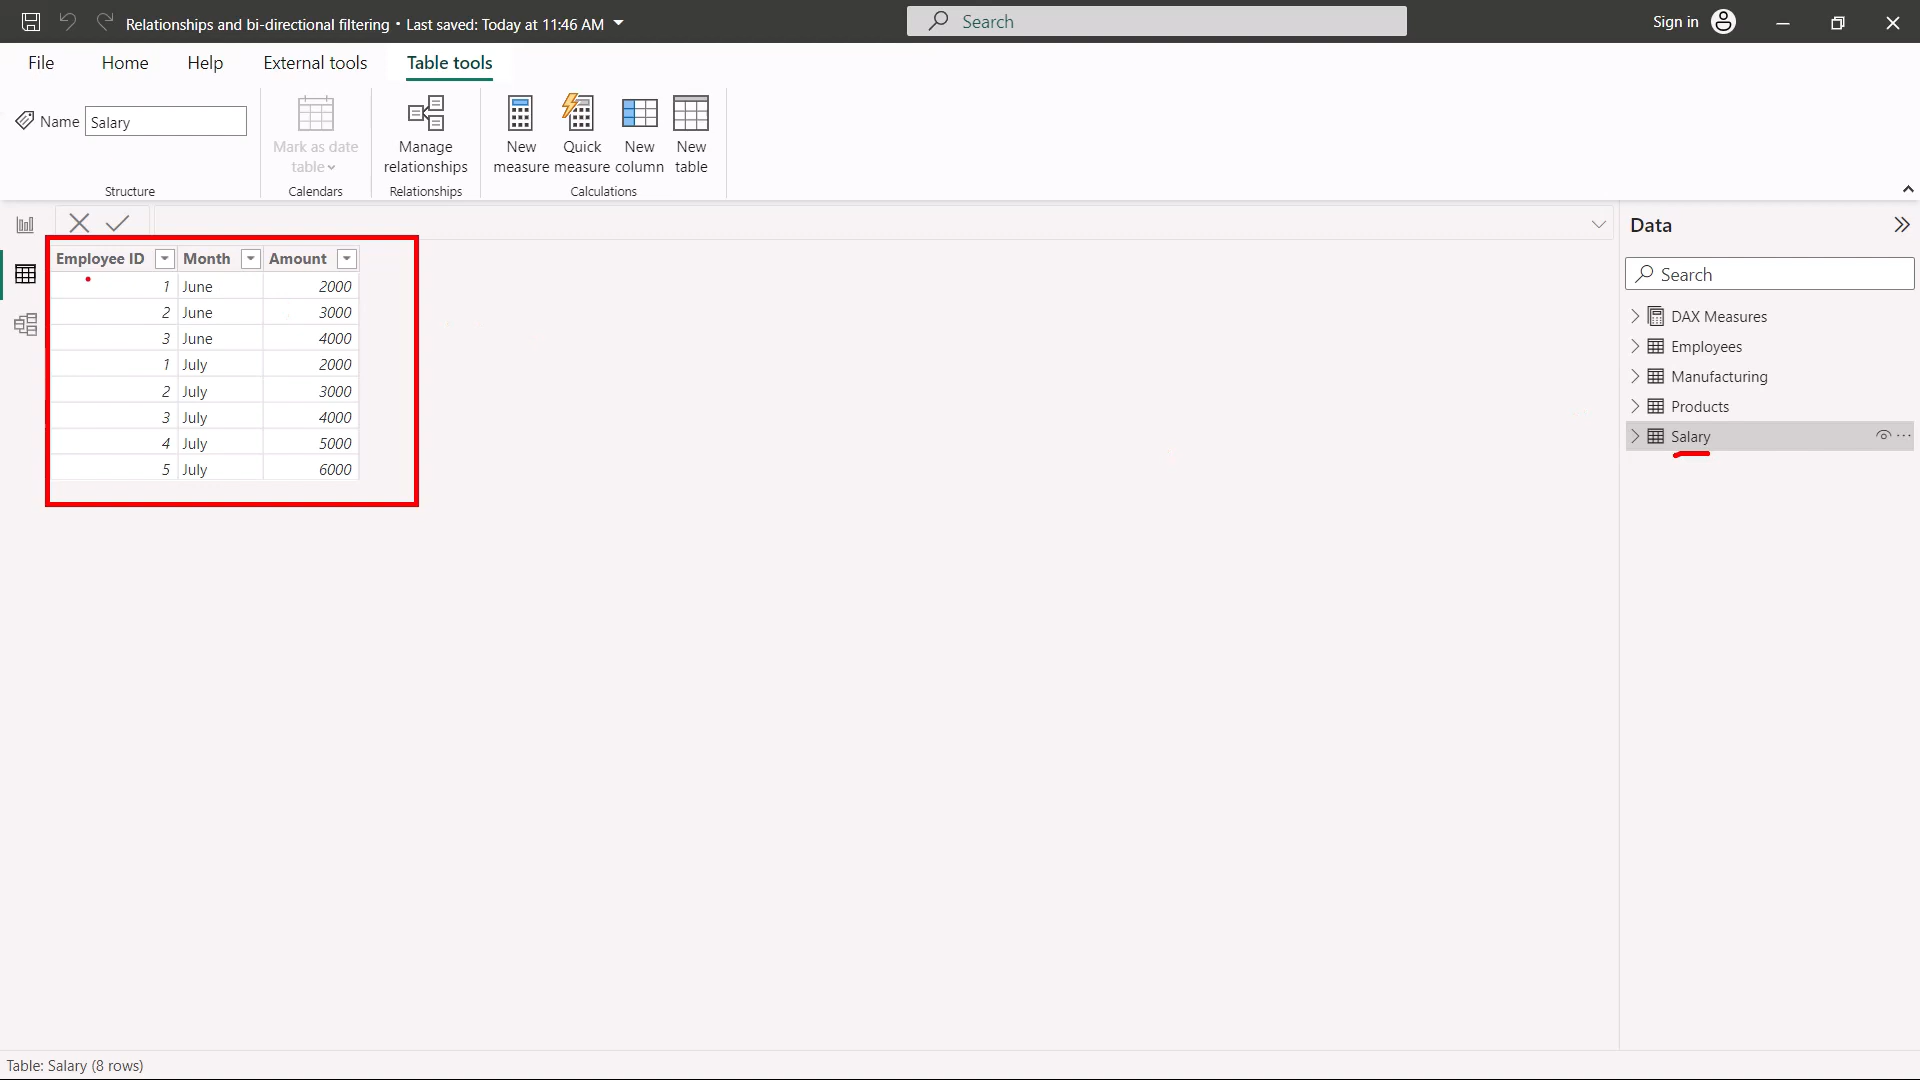 Relationships and bi-directional filtering • Last saved: Today at 11:46 AM
Search
Sign in
File Home Help External tools Table tools
Name Salary
Mark as date table
Manage relationships
New measure
Quick measure
New column
New table
Structure
Calendars
Relationships
Calculations
Employee ID Month Amount
1 June 2000
2 June 3000
3 June 4000
1 July 2000
2 July 3000
3 July 4000
4 July 5000
5 July 6000
Data
Search
DAX Measures
Employees
Manufacturing
Products
Salary
Table: Salary (8 rows)